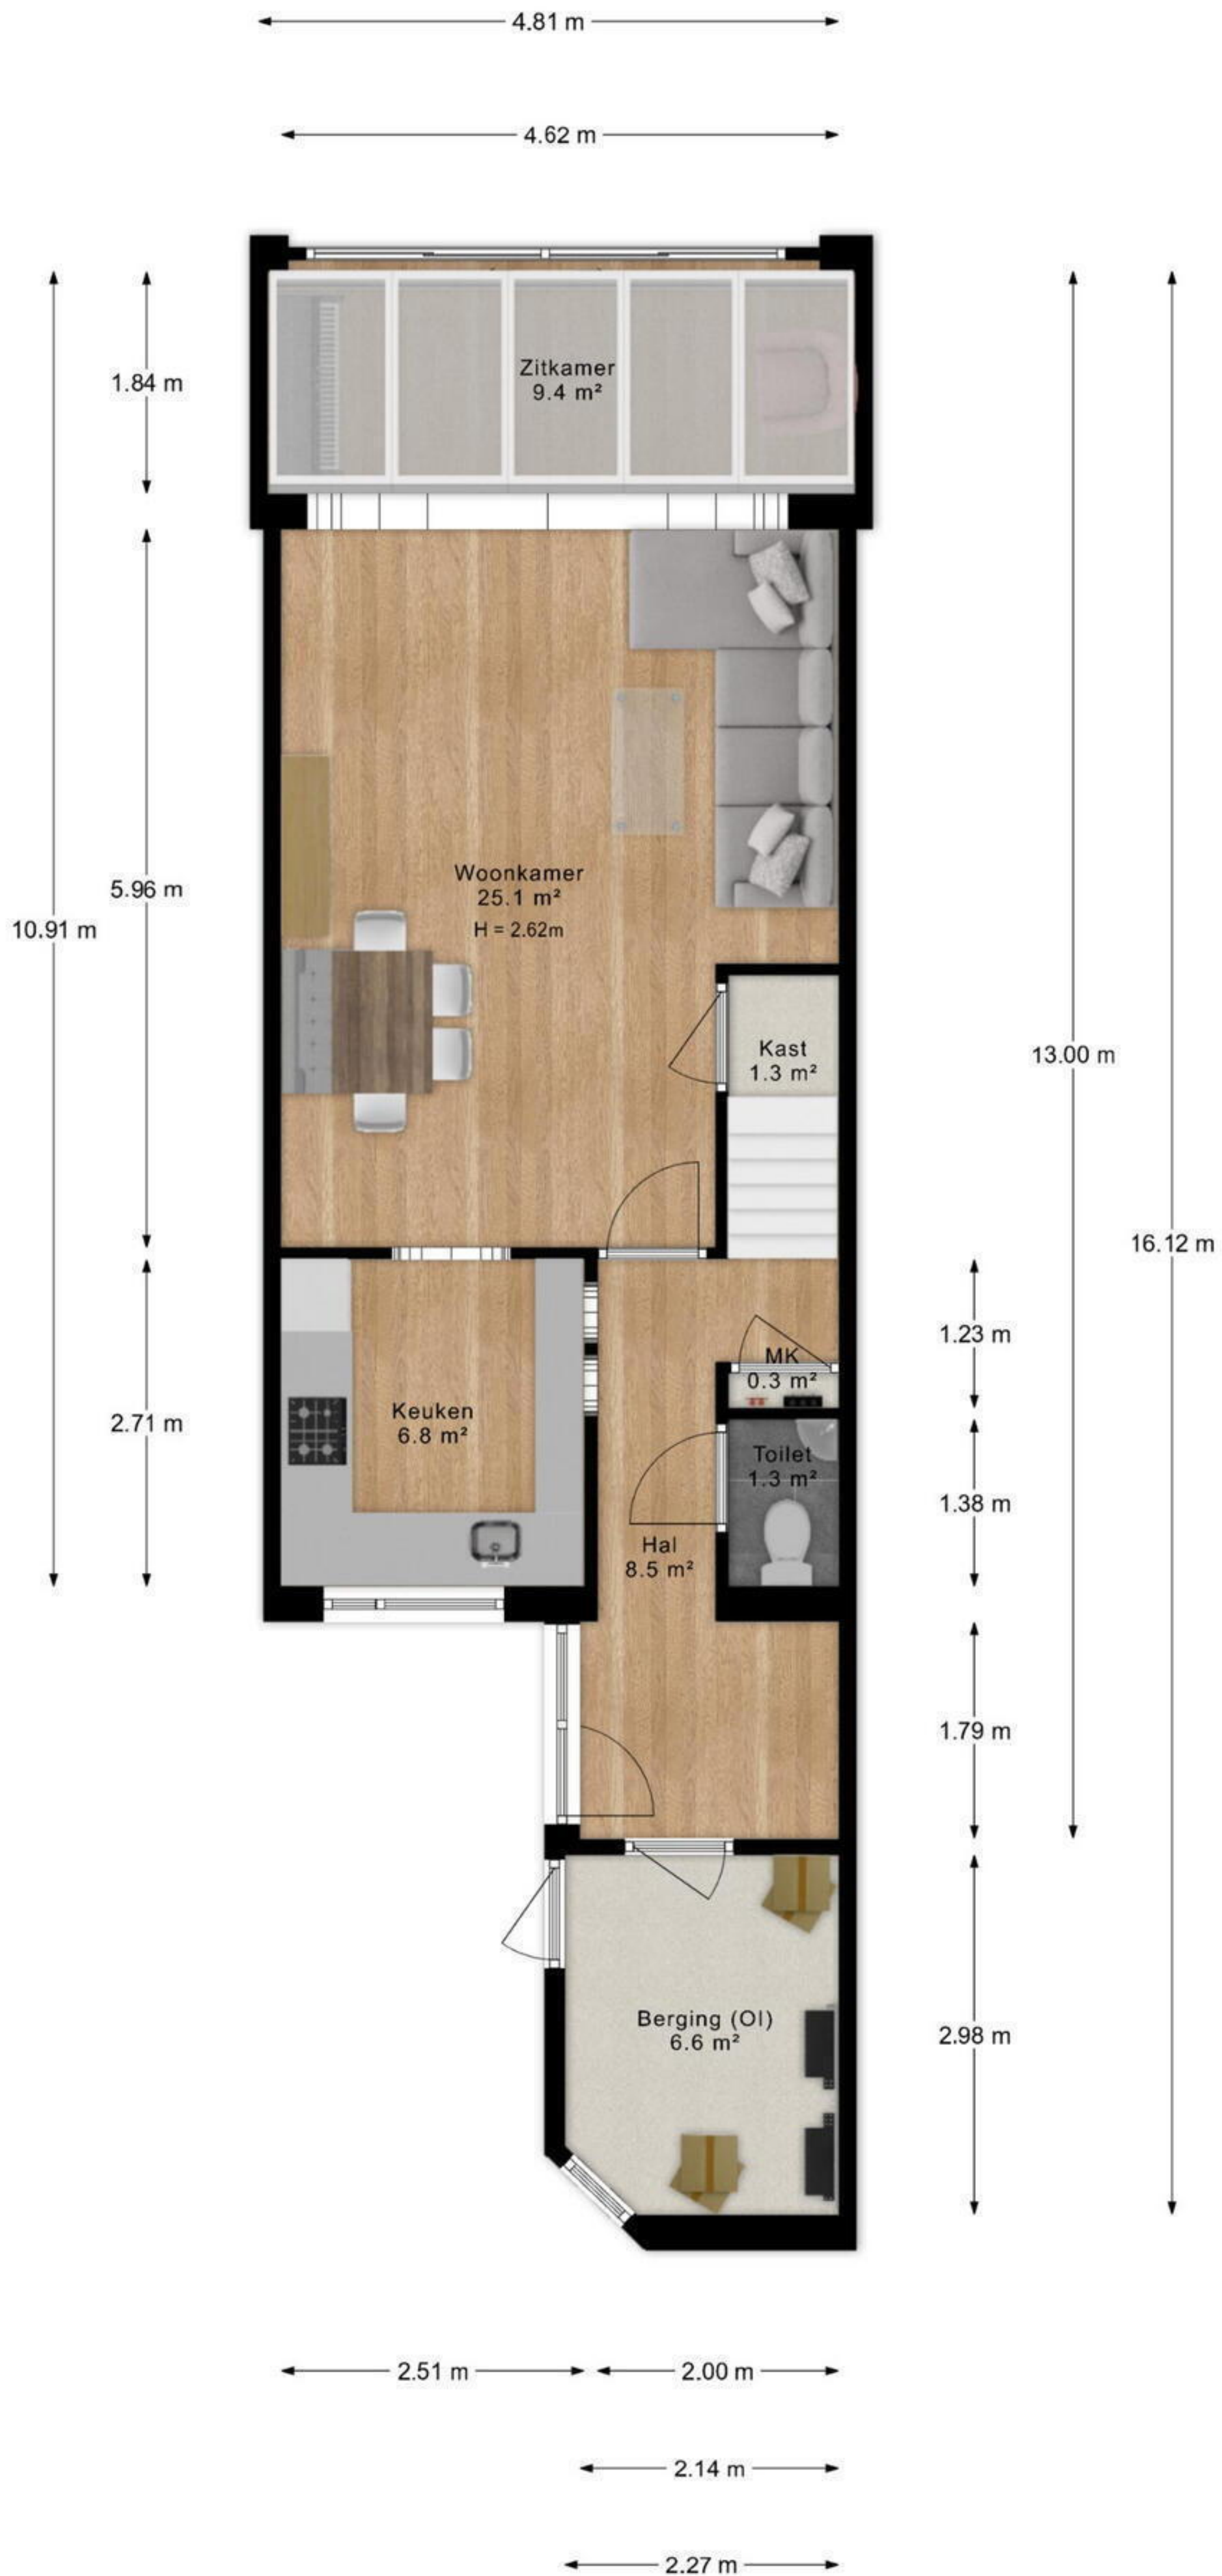 4.81 m
4.62 m
Zitkamer
9.4 m²
1.84 m
Woonkamer
25.1 m²
H = 2.62m
5.96 m
10.91 m
Kast
1.3 m²
13.00 m
16.12 m
1.23 m
MK
0.3 m²
Keuken
6.8 m²
2.71 m
Toilet
1.3 m²
1.38 m
Hal
8.5 m²
1.79 m
Berging (OI)
6.6 m²
2.98 m
2.51 m
2.00 m
2.14 m
2.27 m